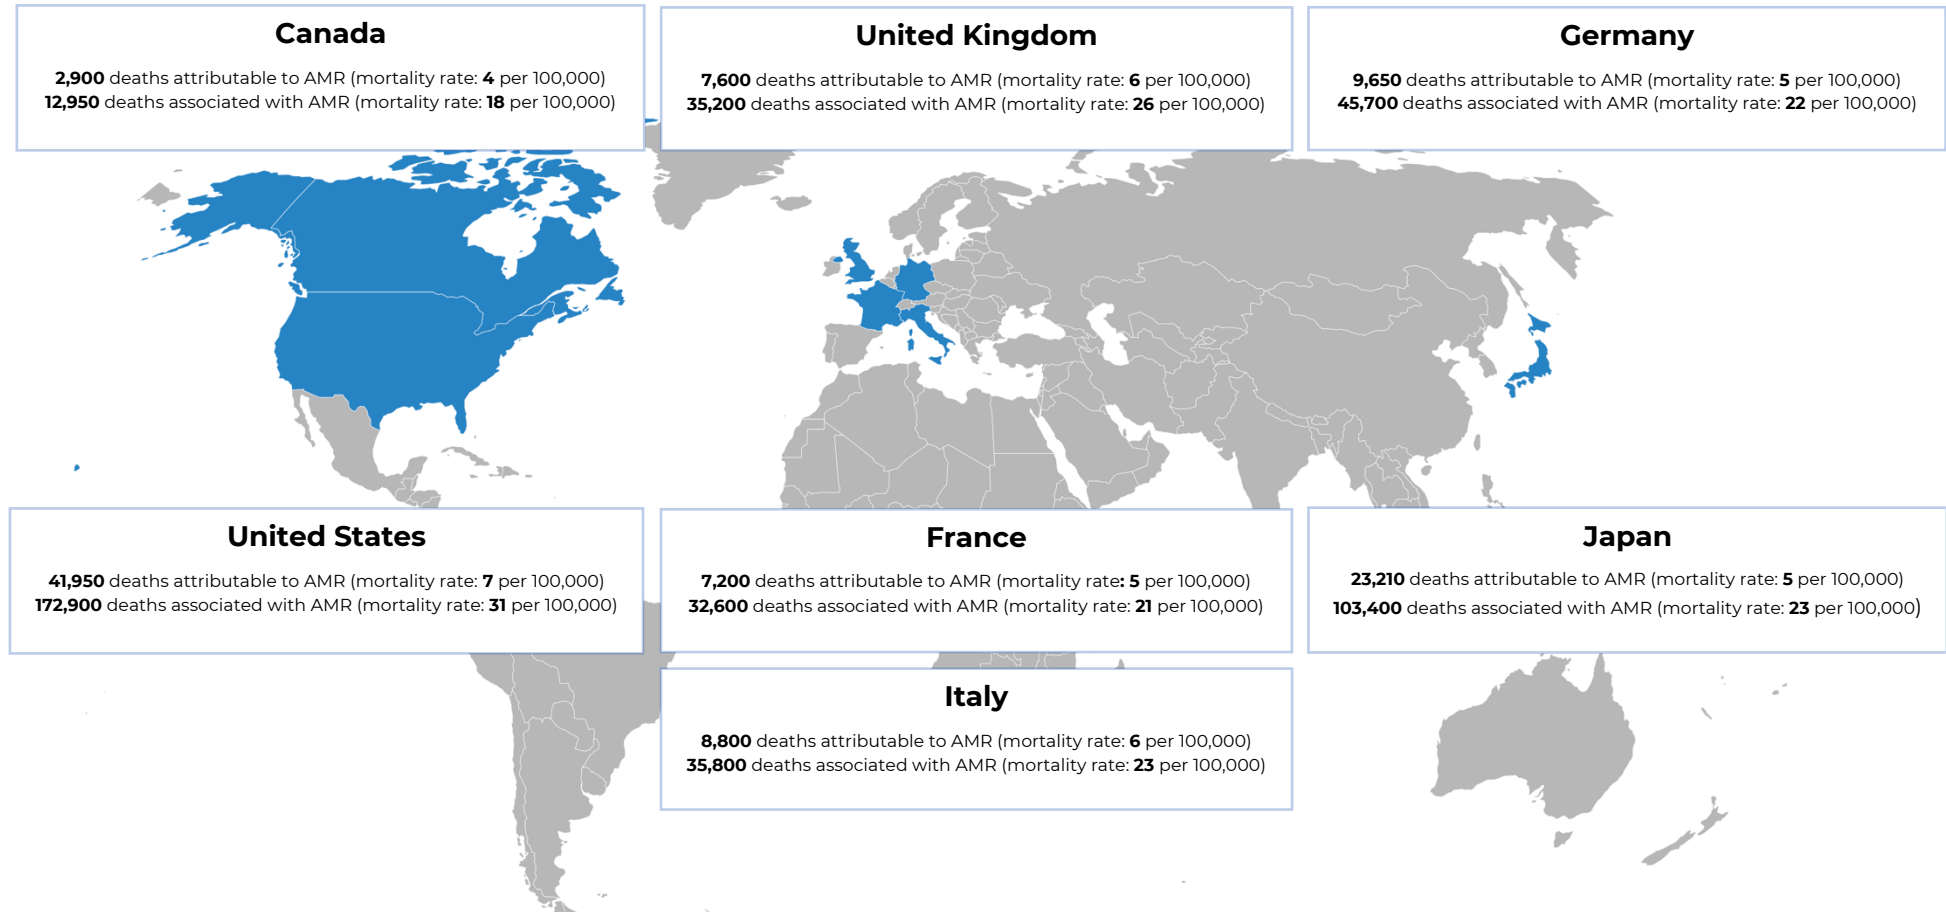 Canada
2,900 deaths attributable to AMR (mortality rate: 4 per 100,000)
12,950 deaths associated with AMR (mortality rate: 18 per 100,000)
United Kingdom
7,600 deaths attributable to AMR (mortality rate: 6 per 100,000)
35,200 deaths associated with AMR (mortality rate: 26 per 100,000)
Germany
9,650 deaths attributable to AMR (mortality rate: 5 per 100,000)
45,700 deaths associated with AMR (mortality rate: 22 per 100,000)
United States
41,950 deaths attributable to AMR (mortality rate: 7 per 100,000)
172,900 deaths associated with AMR (mortality rate: 31 per 100,000)
France
7,200 deaths attributable to AMR (mortality rate: 5 per 100,000)
32,600 deaths associated with AMR (mortality rate: 21 per 100,000)
Japan
23,210 deaths attributable to AMR (mortality rate: 5 per 100,000)
103,400 deaths associated with AMR (mortality rate: 23 per 100,000)
Italy
8,800 deaths attributable to AMR (mortality rate: 6 per 100,000)
35,800 deaths associated with AMR (mortality rate: 23 per 100,000)